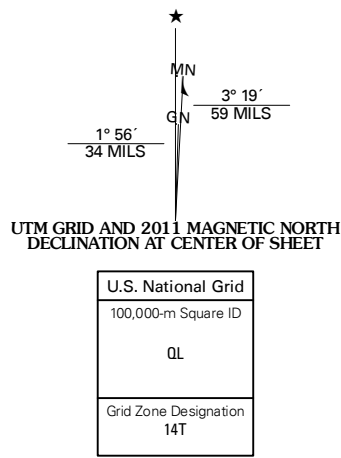 ★
MN
3° 19´
GN
59 MILS
1° 56´
34 MILS
UTM GRID AND 2011 MAGNETIC NORTH
DECLINATION AT CENTER OF SHEET
U.S. National Grid
100,000-m Square ID
QL
Grid Zone Designation
14T